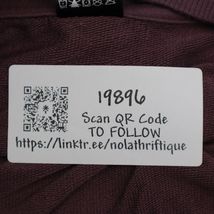 19896
Scan QR Code
TO FOLLOW
https://linktr.ee/nolathriftique